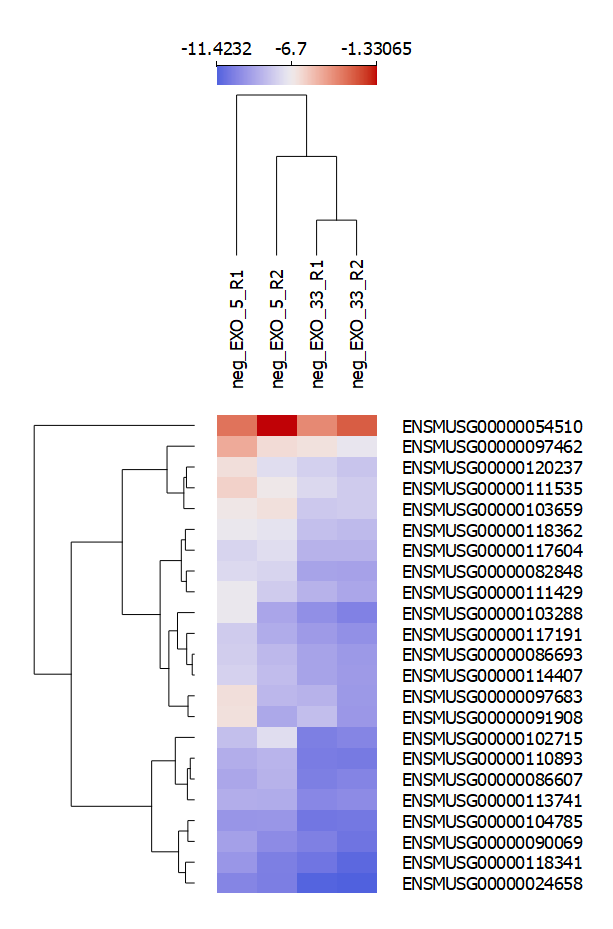 -11.4232 -6.7 -1.33065
neg_EXO_5_R1
neg_EXO_5_R2
neg_EXO_33_R1
neg_EXO_33_R2
ENSMUSG00000054510
ENSMUSG00000097462
ENSMUSG00000120237
ENSMUSG00000111535
ENSMUSG00000103659
ENSMUSG00000118362
ENSMUSG00000117604
ENSMUSG00000082848
ENSMUSG00000111429
ENSMUSG00000103288
ENSMUSG00000117191
ENSMUSG00000086693
ENSMUSG00000114407
ENSMUSG00000097683
ENSMUSG00000091908
ENSMUSG00000102715
ENSMUSG00000110893
ENSMUSG00000086607
ENSMUSG00000113741
ENSMUSG00000104785
ENSMUSG00000090069
ENSMUSG00000118341
ENSMUSG00000024658